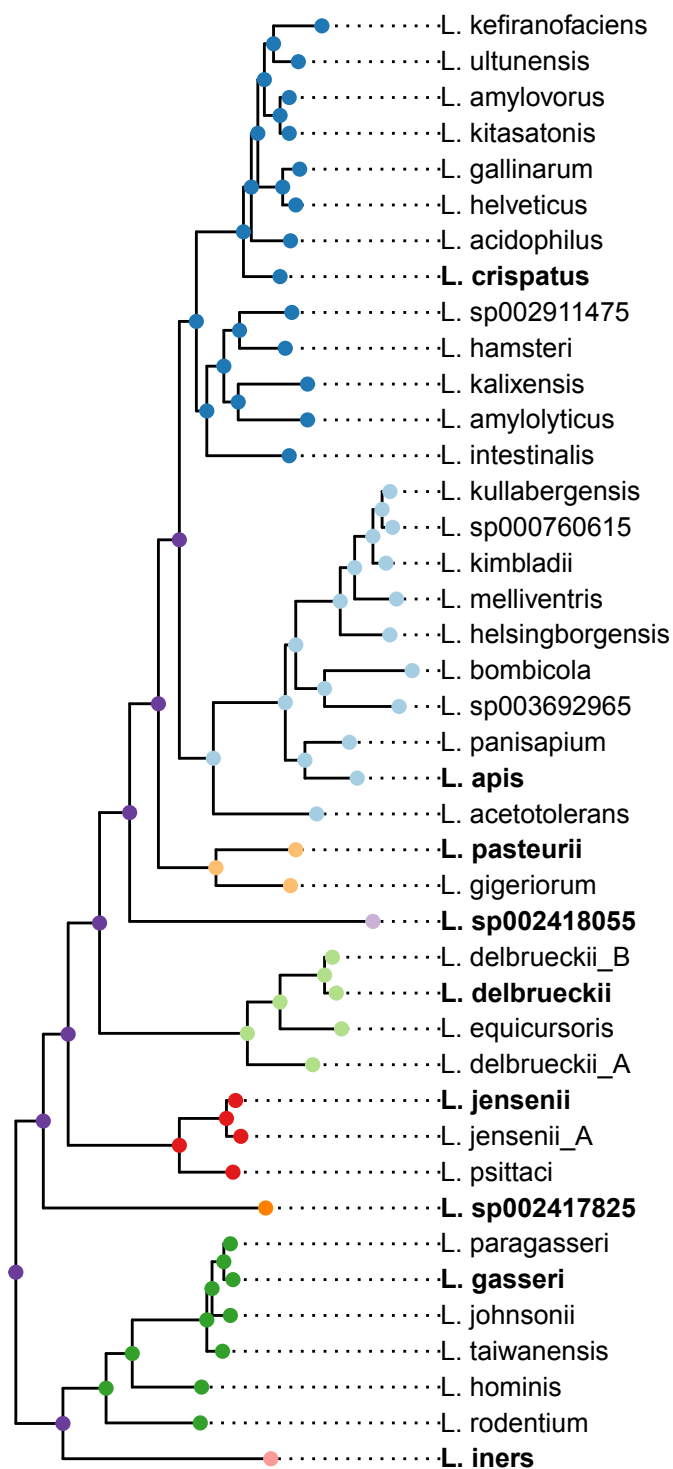 L. kefiranofaciens
L. ultunensis
L. amylovorus
L. kitasatonis
L. gallinarum
L. helveticus
L. acidophilus
L. crispatus
L. sp002911475
L. hamsteri
L. kalixensis
L. amylolyticus
L. intestinalis
L. kullabergensis
L. sp000760615
L. kimbladii
L. melliventris
L. helsingborgensis
L. bombicola
L. sp003692965
L. panisapium
L. apis
L. acetotolerans
L. pasteurii
L. gigeriorum
L. sp002418055
L. delbrueckii_B
L. delbrueckii
L. equicursoris
L. delbrueckii_A
L. jensenii
L. jensenii_A
L. psittaci
L. sp002417825
L. paragasseri
L. gasseri
L. johnsonii
L. taiwanensis
L. hominis
L. rodentium
L. iners